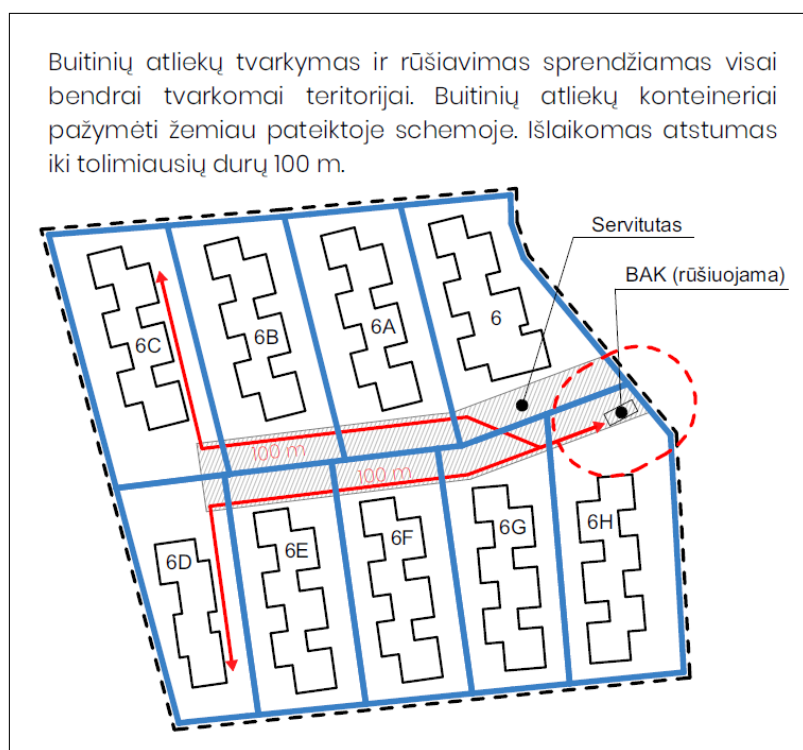 Buitinių atliekų tvarkymas ir rūšiavimas sprendžiamas visai
bendrai tvarkomai teritorijai. Buitinių atliekų konteineriai
pažymėti žemiau pateiktoje schemoje. Išlaikomas atstumas
iki tolimiausių durų 100 m.
Servitutas
BAK (rūšiuojama)
6C
6B
6A
6
100 m
100 m
6D
6E
6F
6G
6H